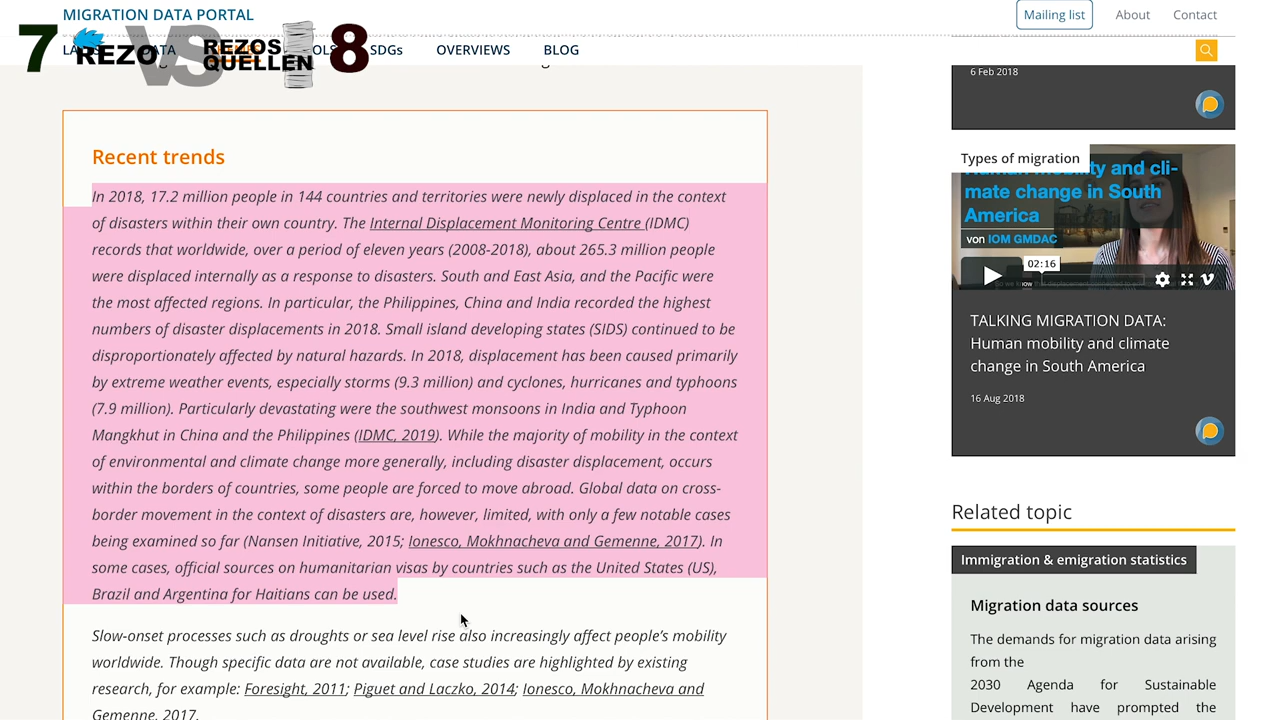 MIGRATION DATA PORTAL
Mailing list
About
Contact
7 REZO VS REZOS QUELLEN 8
DATA
SDGs
OVERVIEWS
BLOG
6 Feb 2018
Recent trends
In 2018, 17.2 million people in 144 countries and territories were newly displaced in the context
of disasters within their own country. The Internal Displacement Monitoring Centre (IDMC)
records that worldwide, over a period of eleven years (2008-2018), about 265.3 million people
were displaced internally as a response to disasters. South and East Asia, and the Pacific were
the most affected regions. In particular, the Philippines, China and India recorded the highest
numbers of disaster displacements in 2018. Small island developing states (SIDS) continued to be
disproportionately affected by natural hazards. In 2018, displacement has been caused primarily
by extreme weather events, especially storms (9.3 million) and cyclones, hurricanes and typhoons
(7.9 million). Particularly devastating were the southwest monsoons in India and Typhoon
Mangkhut in China and the Philippines (IDMC, 2019). While the majority of mobility in the context
of environmental and climate change more generally, including disaster displacement, occurs
within the borders of countries, some people are forced to move abroad. Global data on cross-
border movement in the context of disasters are, however, limited, with only a few notable cases
being examined so far (Nansen Initiative, 2015; Ionesco, Mokhnacheva and Gemenne, 2017). In
some cases, official sources on humanitarian visas by countries such as the United States (US),
Brazil and Argentina for Haitians can be used.
Slow-onset processes such as droughts or sea level rise also increasingly affect people's mobility
worldwide. Though specific data are not available, case studies are highlighted by existing
research, for example: Foresight, 2011; Piguet and Laczko, 2014; Ionesco, Mokhnacheva and
Gemenne, 2017.
Types of migration
Human mobility and cli-
mate change in South
America
von IOM GMDAC
02:16
TALKING MIGRATION DATA:
Human mobility and climate
change in South America
16 Aug 2018
Related topic
Immigration & emigration statistics
Migration data sources
The demands for migration data arising
from the
2030 Agenda for Sustainable
Development have prompted the